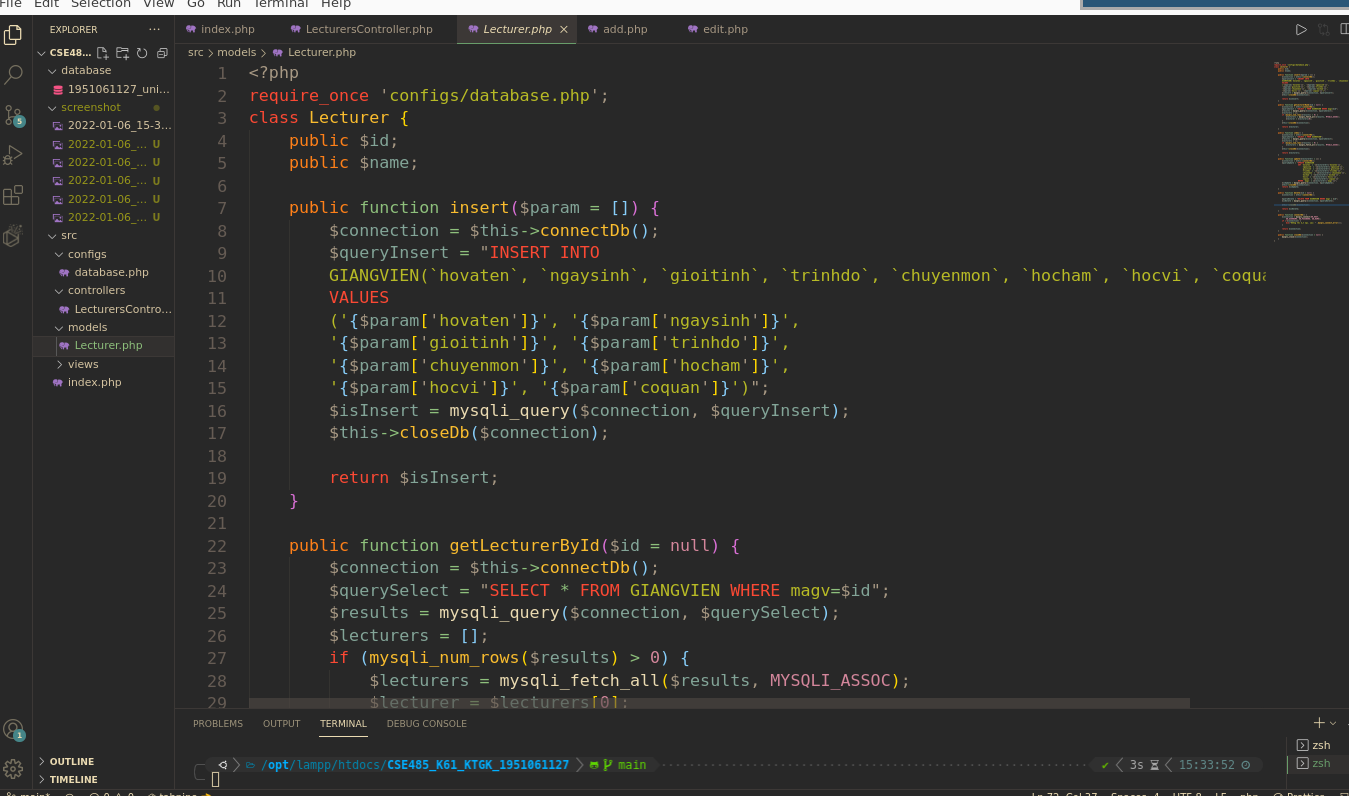 File Edit Selection View Go Run Terminal Help
EXPLORER ···
index.php LecturersController.php Lecturer.php × add.php edit.php
CSE48...
src > models > Lecturer.php
database
1951061127_uni...
screenshot
2022-01-06_15-3...
2022-01-06_... U
2022-01-06_... U
2022-01-06_... U
2022-01-06_... U
2022-01-06_... U
src
configs
database.php
controllers
LecturersContro...
models
Lecturer.php
views
index.php
OUTLINE
TIMELINE
5
1
1 <?php
2 require_once 'configs/database.php';
3 class Lecturer {
4 public $id;
5 public $name;
6
7 public function insert($param = []) {
8 $connection = $this->connectDb();
9 $queryInsert = "INSERT INTO
10 GIANGVIEN(`hovaten`, `ngaysinh`, `gioitinh`, `trinhdo`, `chuyenmon`, `hocham`, `hocvi`, `coqua
11 VALUES
12 ('{$param['hovaten']}', '{$param['ngaysinh']}',
13 '{$param['gioitinh']}', '{$param['trinhdo']}',
14 '{$param['chuyenmon']}', '{$param['hocham']}',
15 '{$param['hocvi']}', '{$param['coquan']}')";
16 $isInsert = mysqli_query($connection, $queryInsert);
17 $this->closeDb($connection);
18
19 return $isInsert;
20 }
21
22 public function getLecturerById($id = null) {
23 $connection = $this->connectDb();
24 $querySelect = "SELECT * FROM GIANGVIEN WHERE magv=$id";
25 $results = mysqli_query($connection, $querySelect);
26 $lecturers = [];
27 if (mysqli_num_rows($results) > 0) {
28 $lecturers = mysqli_fetch_all($results, MYSQLI_ASSOC);
29 $lecturer = $lecturers[0];
PROBLEMS OUTPUT TERMINAL DEBUG CONSOLE
zsh
zsh
/opt/lampp/htdocs/CSE485_K61_KTGK_1951061127 main 3s 15:33:52